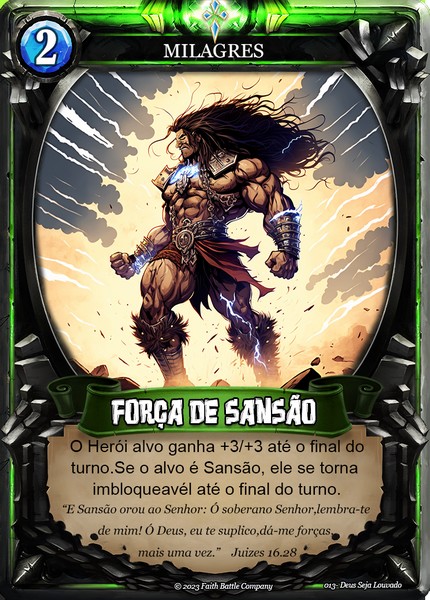 2
MILAGRES
FORÇA DE SANSÃO
O Herói alvo ganha +3/+3 até o final do
turno.Se o alvo é Sansão, ele se torna
imbloqueavél até o final do turno.
“E Sansão orou ao Senhor: Ó soberano Senhor,lembra-te
de mim! Ó Deus, eu te suplico,dá-me forças
mais uma vez.” Juizes 16.28
©2023 Faith Battle Company
013- Deus Seja Louvado